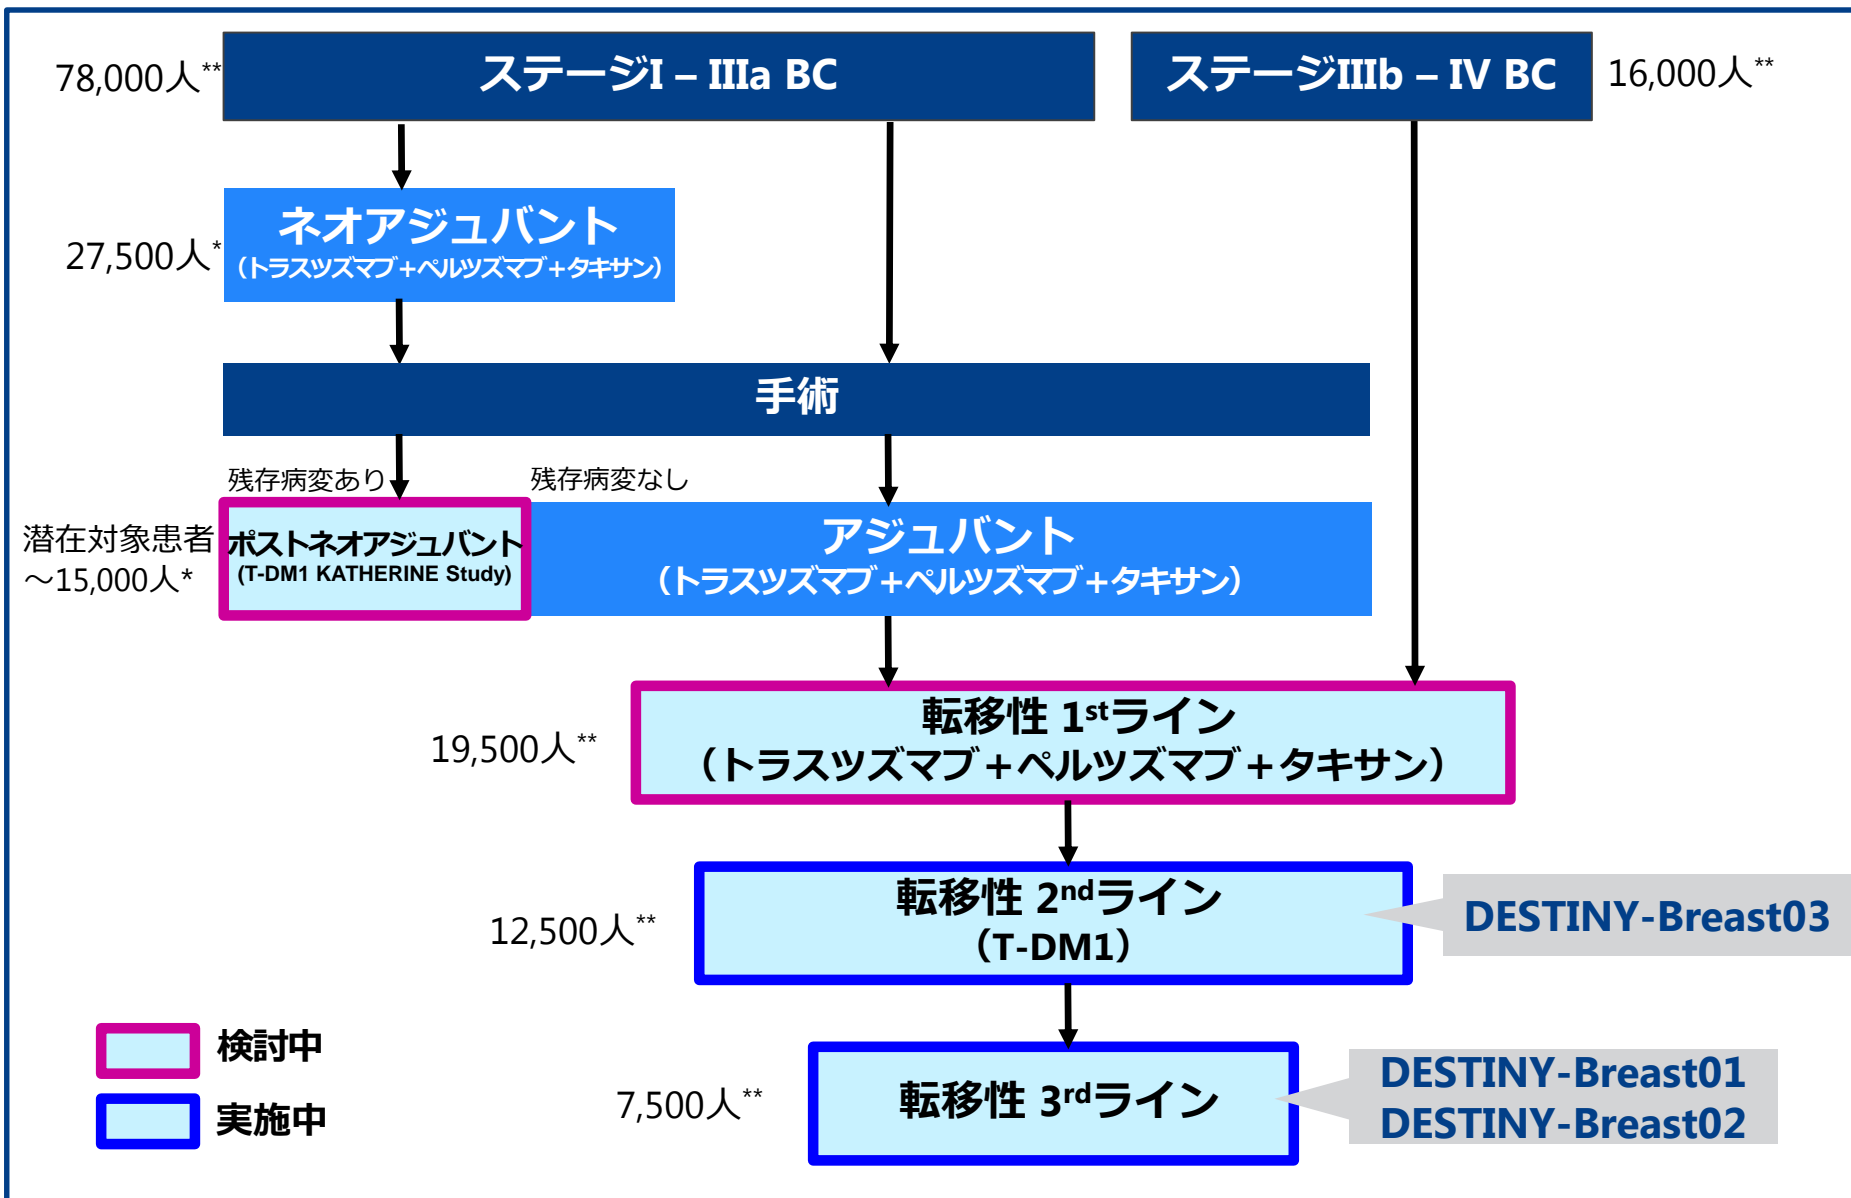 78,000人**
ステージI – IIIa BC
ステージIIIb – IV BC
16,000人**
27,500人*
ネオアジュバント
（トラスツズマブ+ペルツズマブ+タキサン）
手術
残存病変あり
残存病変なし
潜在対象患者
～15,000人*
ポストネオアジュバント
(T-DM1 KATHERINE Study)
アジュバント
（トラスツズマブ+ペルツズマブ+タキサン）
19,500人**
転移性 1stライン
（トラスツズマブ+ペルツズマブ+タキサン）
12,500人**
転移性 2ndライン
（T-DM1）
DESTINY-Breast03
検討中
実施中
7,500人**
転移性 3rdライン
DESTINY-Breast01
DESTINY-Breast02